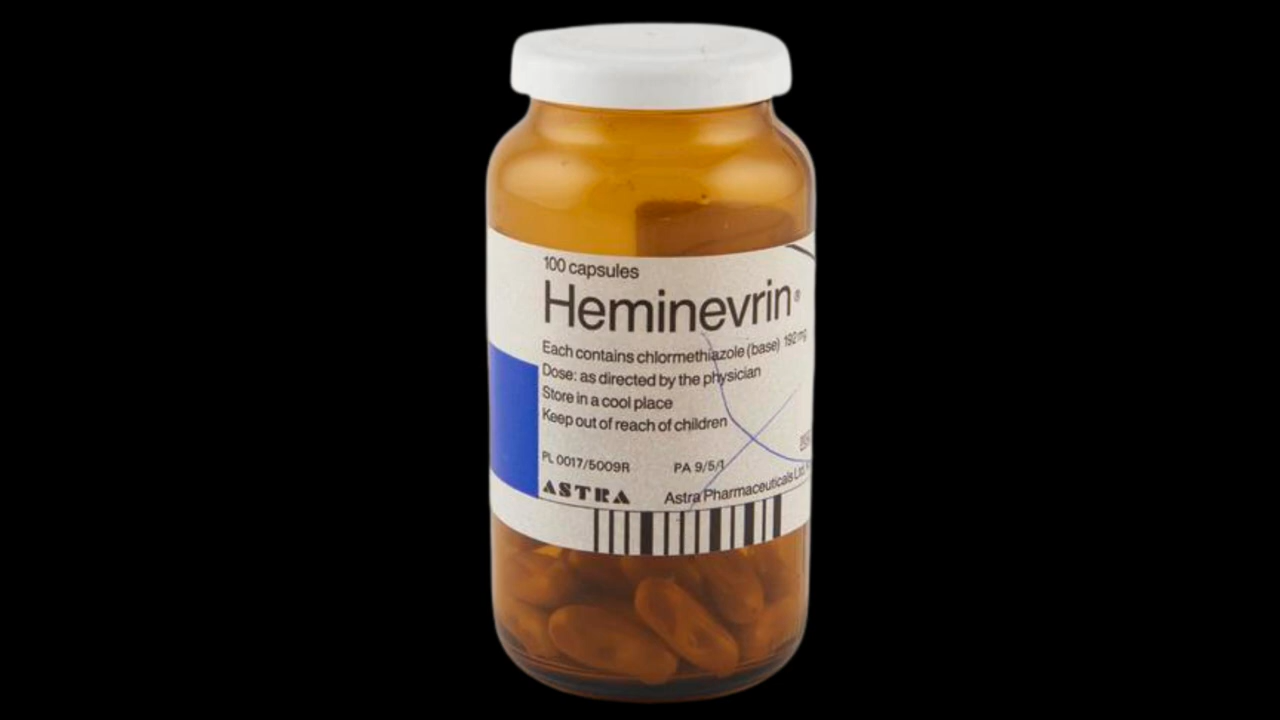 100 capsules
Heminevrin®
Each contains chlormethiazole (base) 192 mg
Dose: as directed by the physician
Store in a cool place
Keep out of reach of children
PL 0017/5009R PA 9/5/1
ASTRA Astra Pharmaceuticals Ltd.